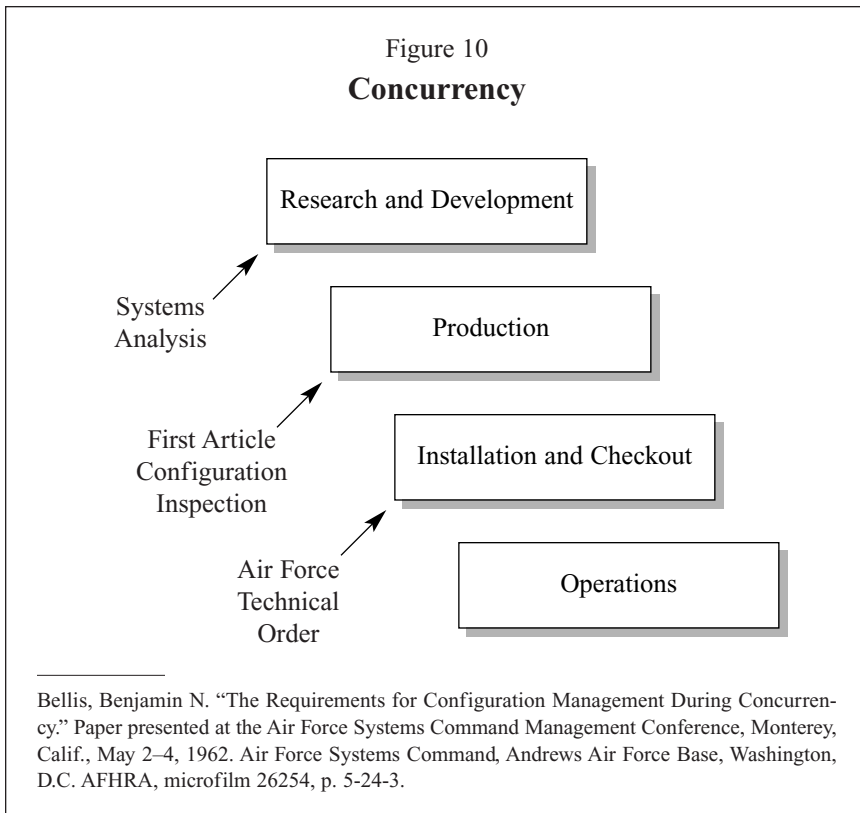 Figure 10
Concurrency
Research and Development
Systems
Analysis
Production
First Article
Configuration
Inspection
Installation and Checkout
Air Force
Technical
Order
Operations
Bellis, Benjamin N. “The Requirements for Configuration Management During Concurren-
cy.” Paper presented at the Air Force Systems Command Management Conference, Monterey,
Calif., May 2–4, 1962. Air Force Systems Command, Andrews Air Force Base, Washington,
D.C. AFHRA, microfilm 26254, p. 5-24-3.